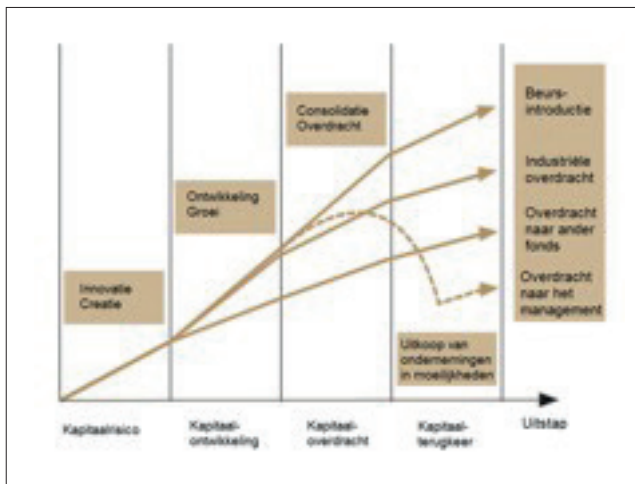 Consolidatie
Overdracht
Ontwikkeling
Groei
Innovatie
Creatie
Beurs-
introductie
Industriële
overdracht
Overdracht
naar ander
fonds
Overdracht
naar het
management
Uitkoop van
ondernemingen
in moeilijkheden
Kapitaalrisico
Kapitaal-
ontwikkeling
Kapitaal-
overdracht
Kapitaal-
terugkeer
Uitstap